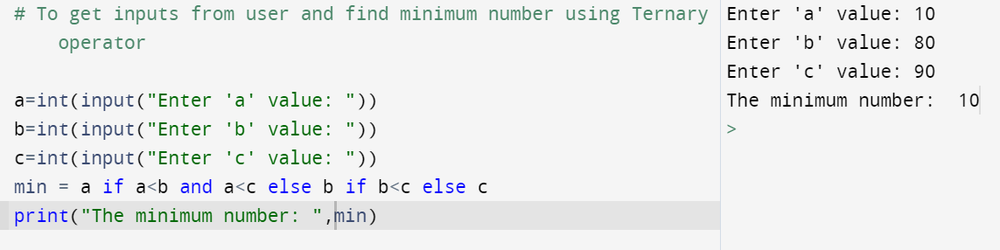 # To get inputs from user and find minimum number using Ternary
operator
a=int(input("Enter 'a' value: "))
b=int(input("Enter 'b' value: "))
c=int(input("Enter 'c' value: "))
min = a if a<b and a<c else b if b<c else c
print("The minimum number: ",min)
Enter 'a' value: 10
Enter 'b' value: 80
Enter 'c' value: 90
The minimum number:  10
>